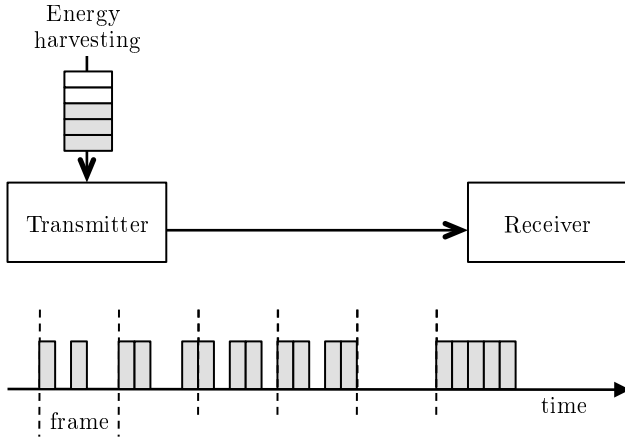 Energy
harvesting
Transmitter
Receiver
time
frame